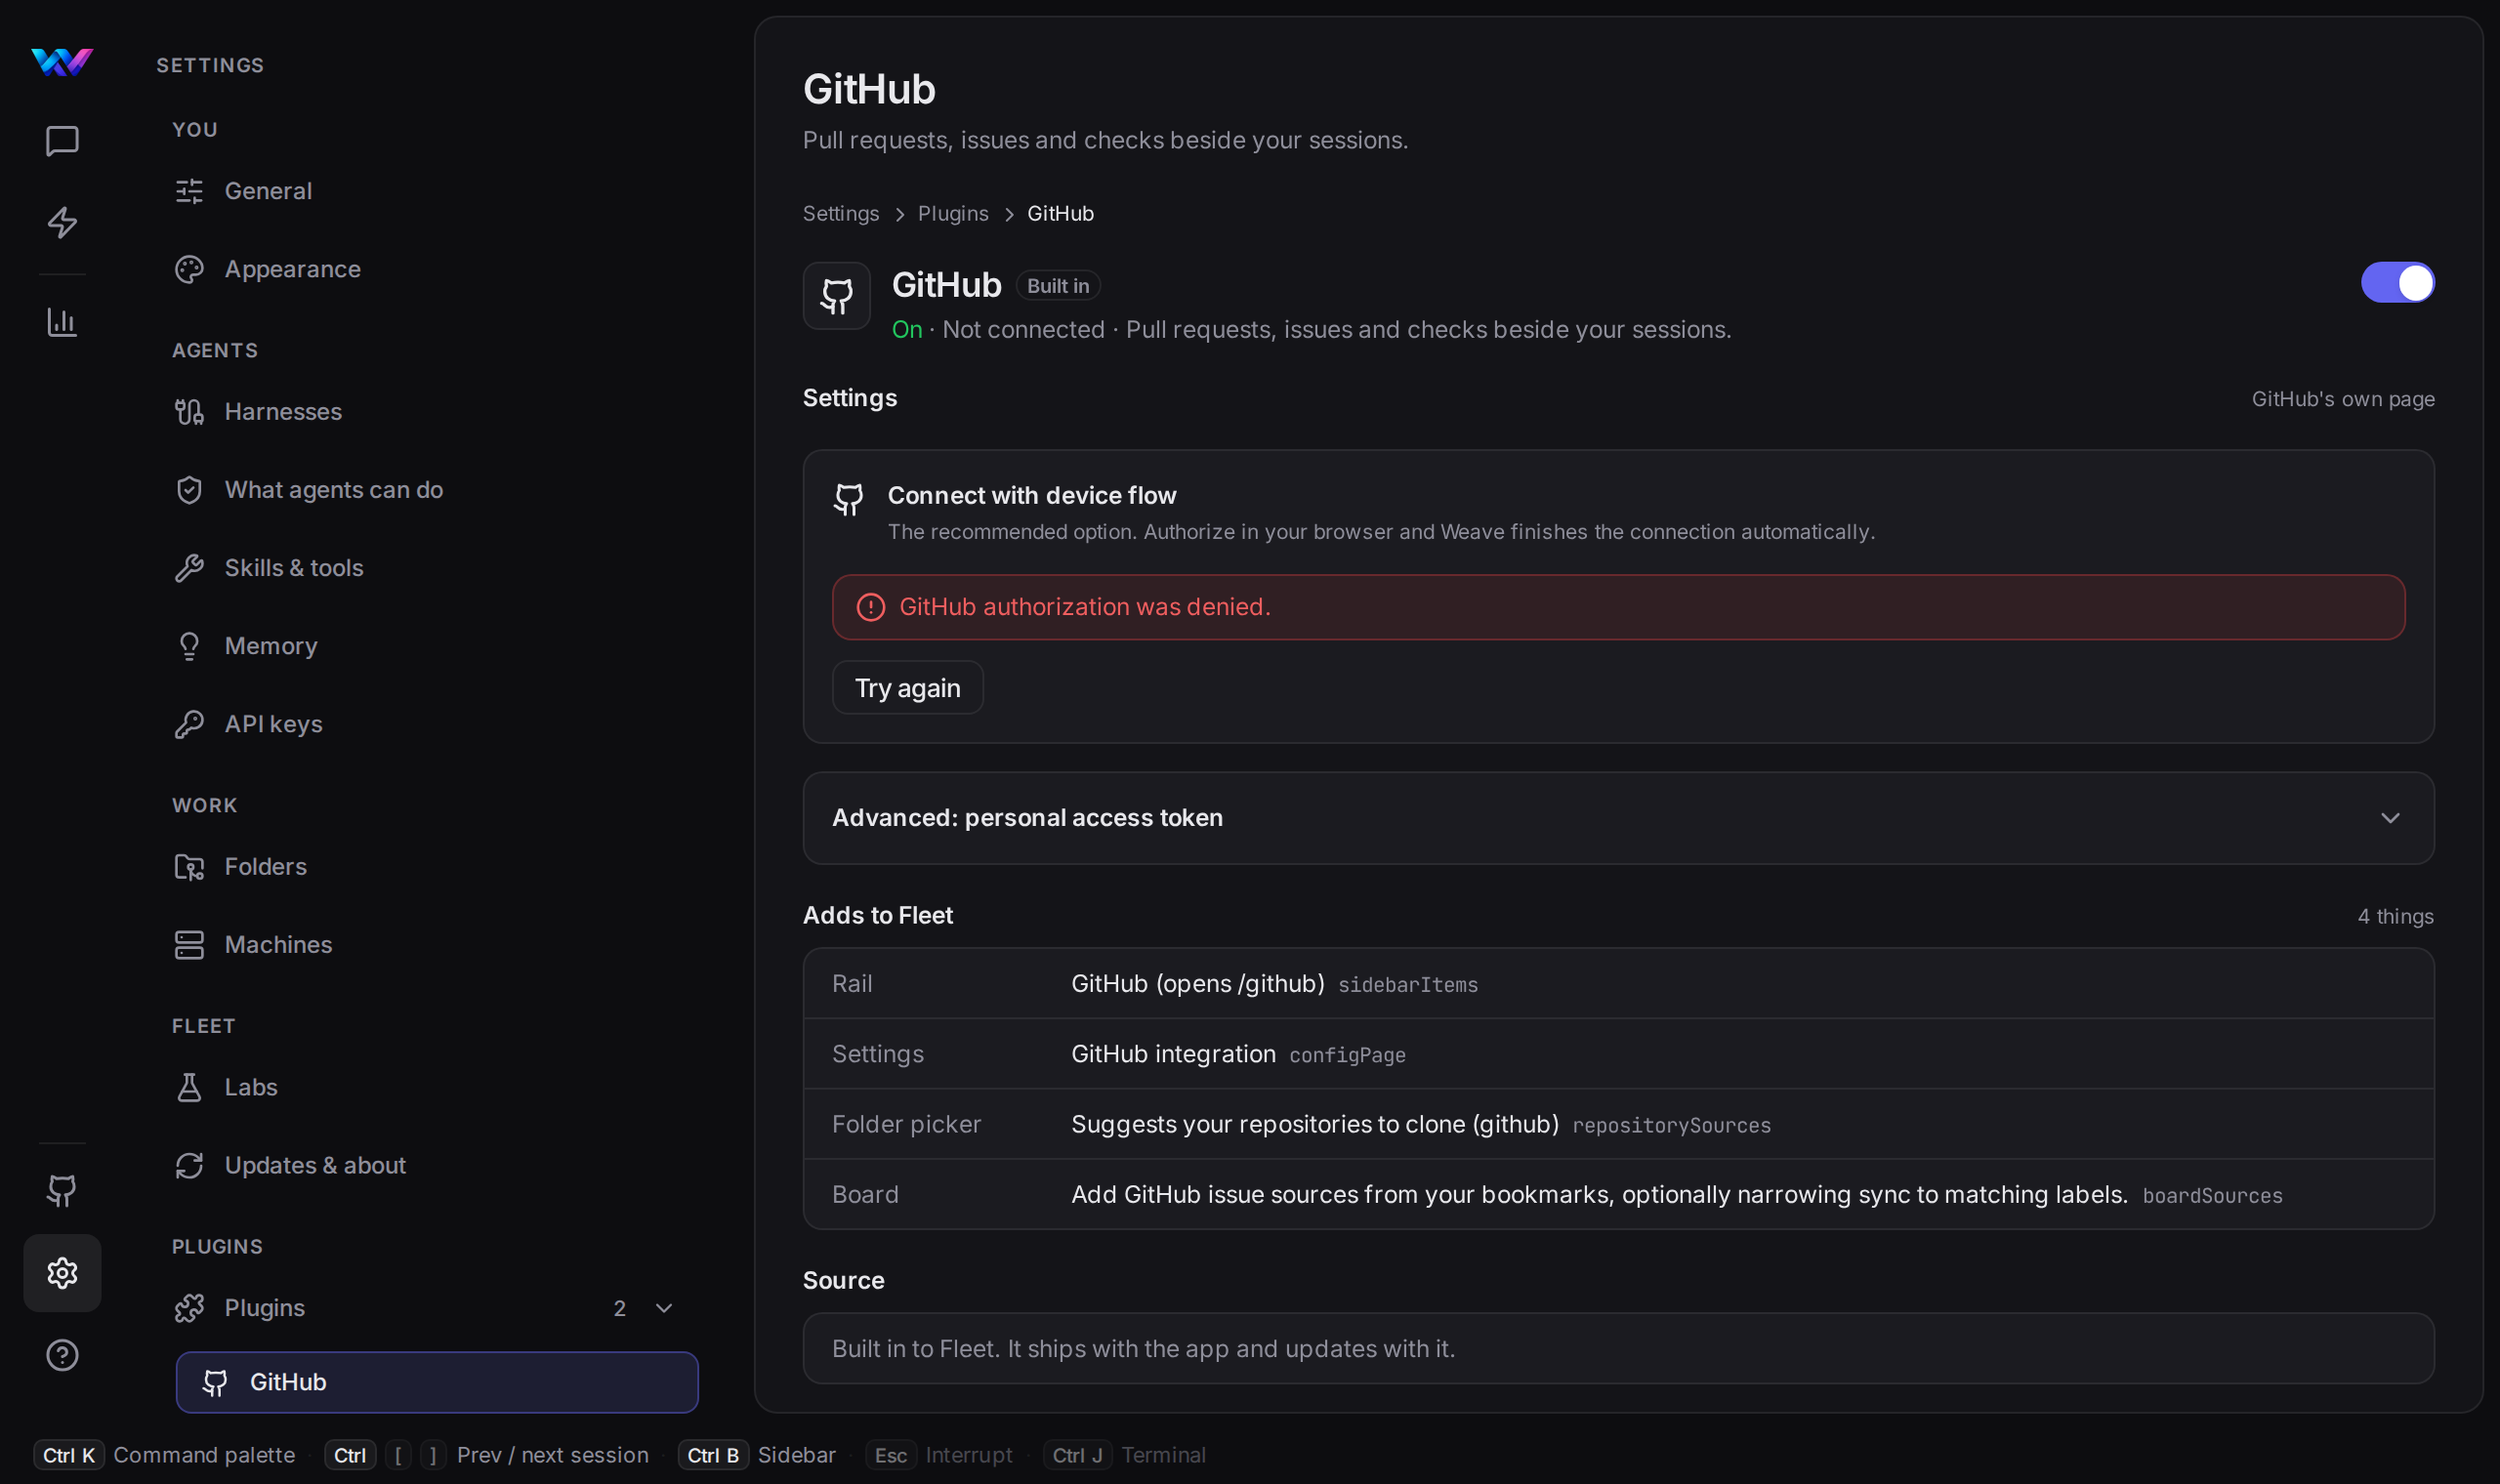 SETTINGS
YOU
General
Appearance
AGENTS
Harnesses
What agents can do
Skills & tools
Memory
API keys
WORK
Folders
Machines
FLEET
Labs
Updates & about
PLUGINS
Plugins 2
GitHub
GitHub
Pull requests, issues and checks beside your sessions.
Settings > Plugins > GitHub
GitHub Built in
On · Not connected · Pull requests, issues and checks beside your sessions.
Settings GitHub's own page
Connect with device flow
The recommended option. Authorize in your browser and Weave finishes the connection automatically.
GitHub authorization was denied.
Try again
Advanced: personal access token
Adds to Fleet 4 things
Rail GitHub (opens /github) sidebarItems
Settings GitHub integration configPage
Folder picker Suggests your repositories to clone (github) repositorySources
Board Add GitHub issue sources from your bookmarks, optionally narrowing sync to matching labels. boardSources
Source
Built in to Fleet. It ships with the app and updates with it.
Ctrl K Command palette · Ctrl [ ] Prev / next session · Ctrl B Sidebar · Esc Interrupt · Ctrl J Terminal